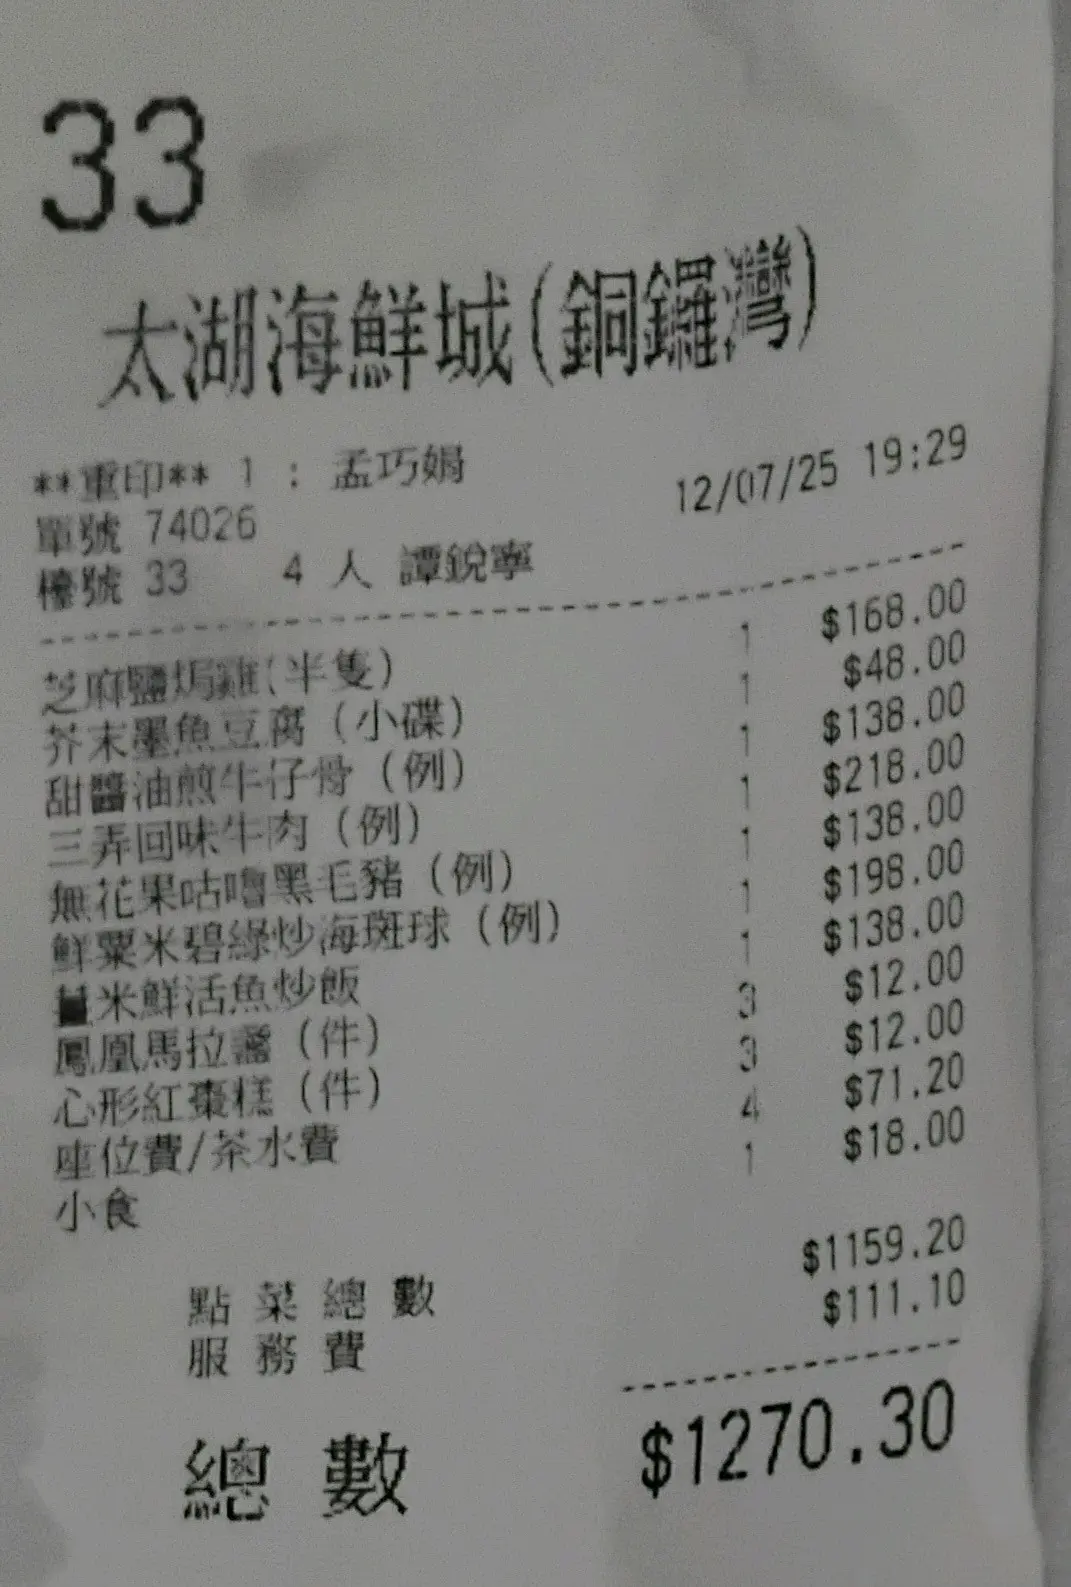 33
太湖海鮮城(銅鑼灣)
**重印** 1 : 孟巧娟
12/07/25 19:29
單號 74026
檯號 33 4 人 譚銳寧
芝麻鹽焗雞(半隻) 1 $168.00
芥末墨魚豆腐 (小碟) 1 $48.00
甜醬油煎牛仔骨 (例) 1 $138.00
三弄回味牛肉 (例) 1 $218.00
無花果咕嚕黑毛豬 (例) 1 $138.00
鮮粟米碧綠炒海斑球 (例) 1 $198.00
米鮮活魚炒飯 1 $138.00
鳳凰馬拉盞 (件) 3 $12.00
心形紅棗糕 (件) 3 $12.00
座位費/茶水費 4 $71.20
小食 1 $18.00
點 菜 總 數 $1159.20
服 務 費 $111.10
總 數 $1270.30